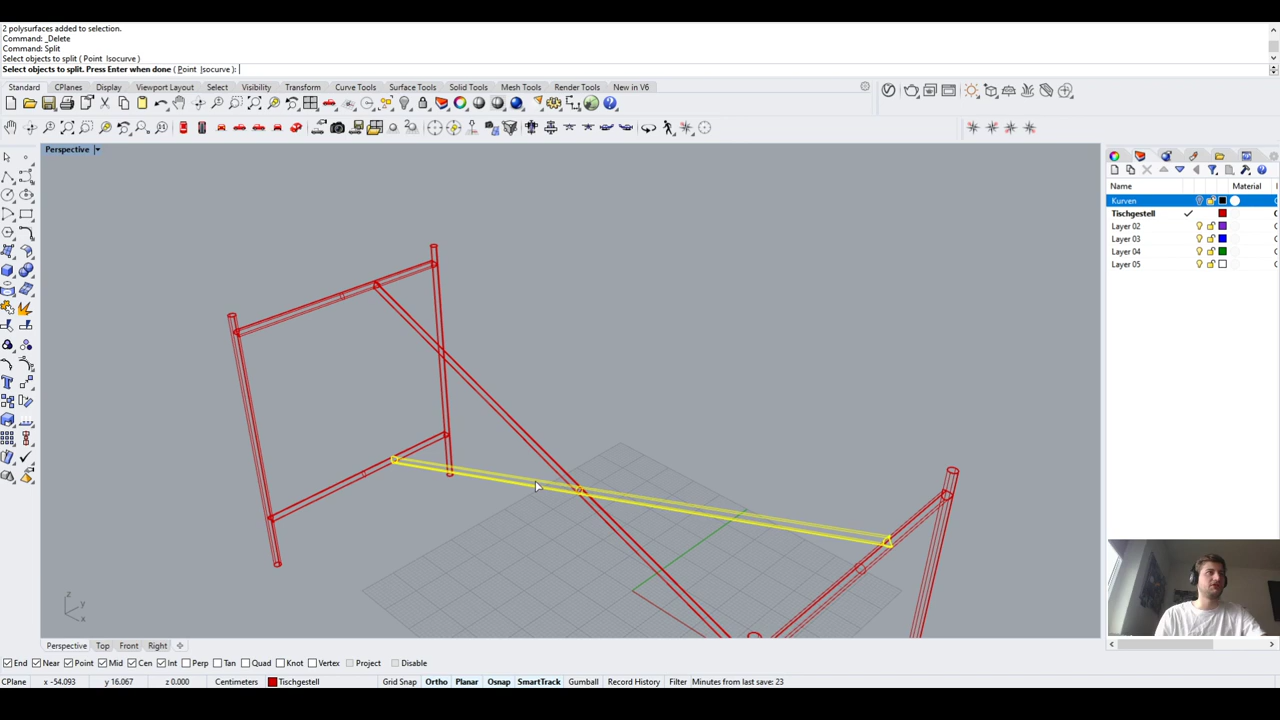 2 polysurfaces added to selection.
Command: _Delete
Command: Split
Select objects to split ( Point Isocurve )
Select objects to split. Press Enter when done ( Point Isocurve ):
Standard CPlanes Display Viewport Layout Select Visibility Transform Curve Tools Surface Tools Mesh Tools Render Tools New in V6
Perspective
Name Material
Kurven
Tischgestell
Layer 02
Layer 03
Layer 04
Layer 05
z
y
x
Perspective Top Front Right
End Near Point Mid Cen Int Perp Tan Quad Knot Vertex Project Disable
CPlane x -54.093 y 16.067 z 0.000 Centimeters Tischgestell Grid Snap Ortho Planar Osnap SmartTrack Gumball Record History Filter Minutes from last save: 23